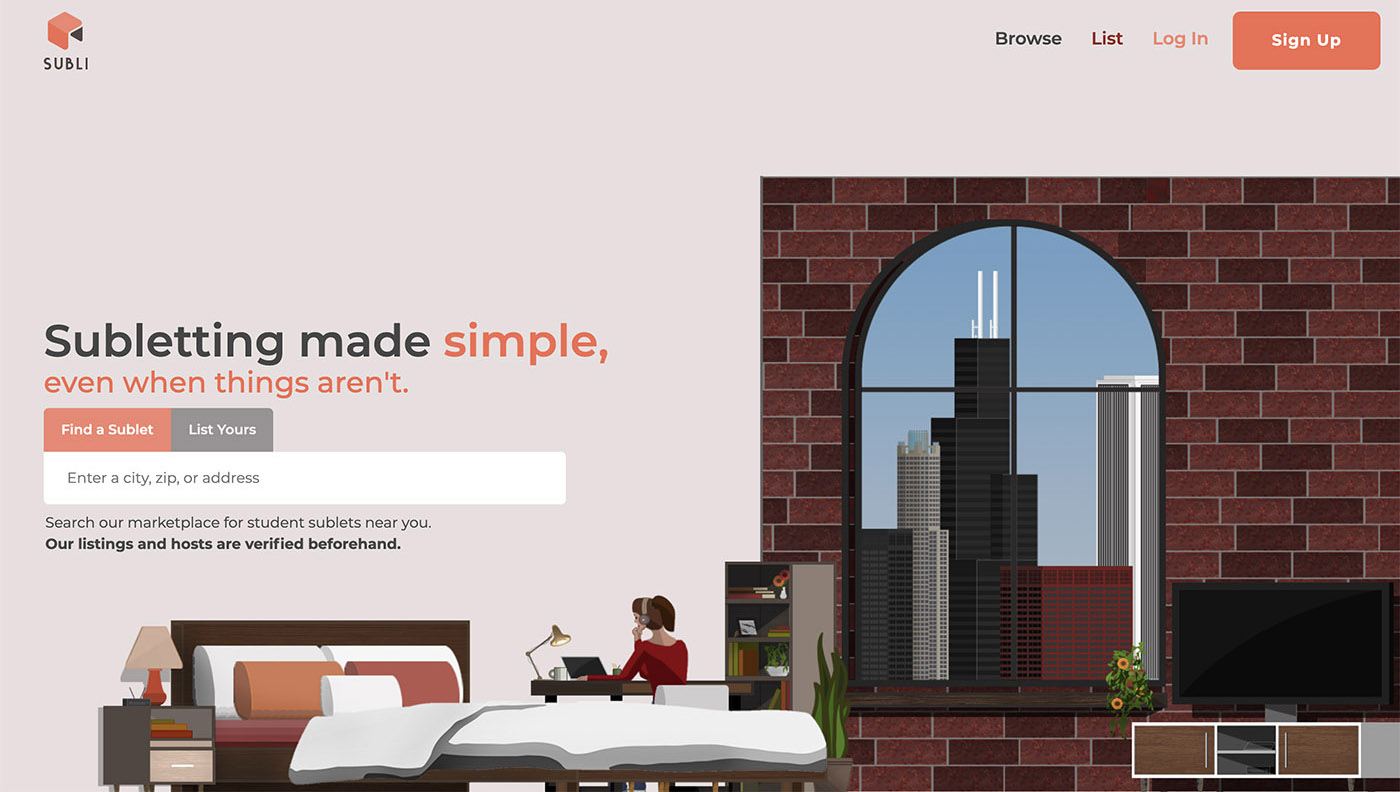 SUBLI
Browse List Log In Sign Up
Subletting made simple,
even when things aren't.
Find a Sublet List Yours
Enter a city, zip, or address
Search our marketplace for student sublets near you.
Our listings and hosts are verified beforehand.